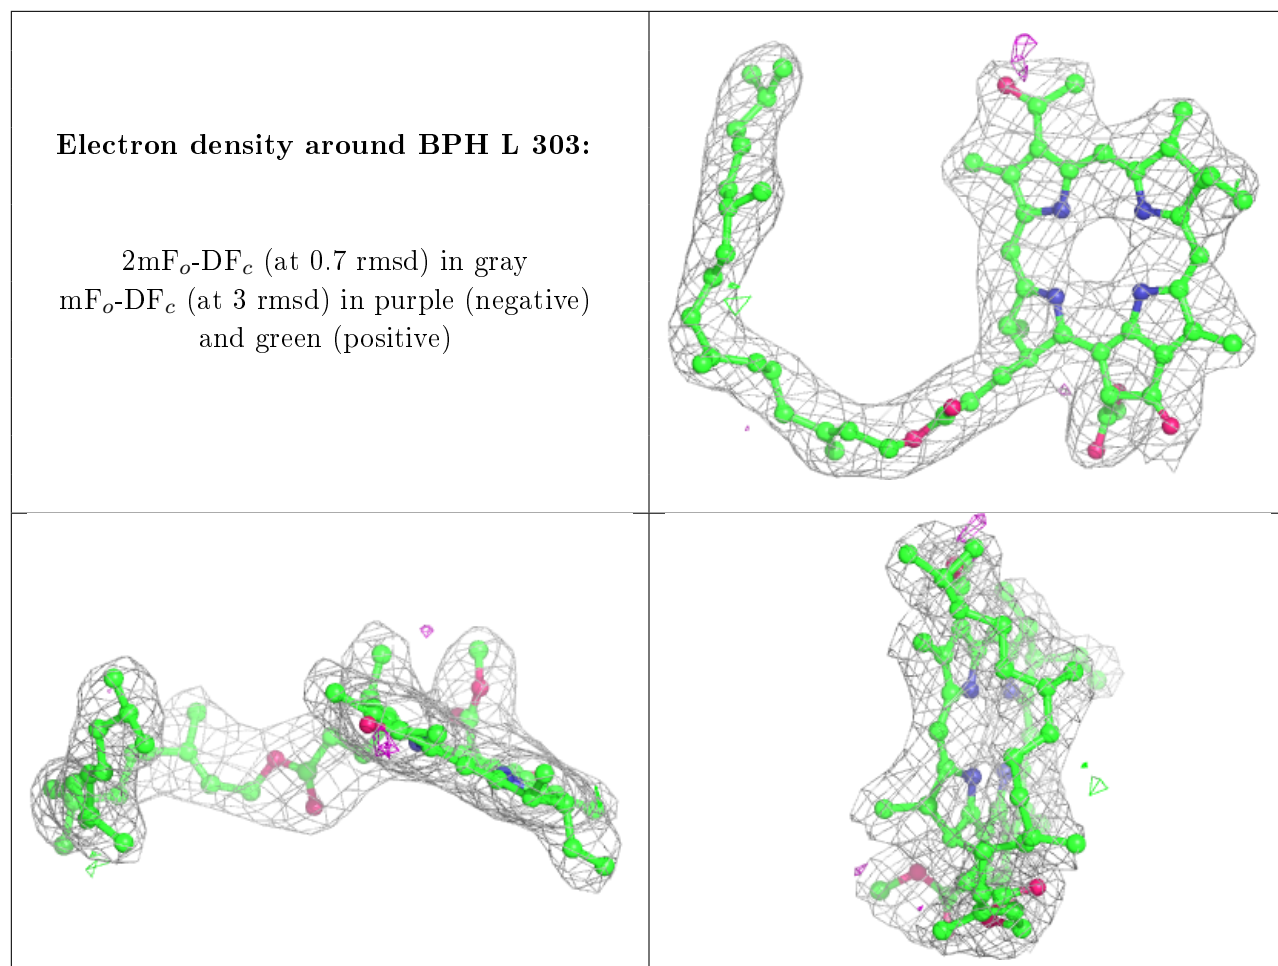 Electron density around BPH L 303:
2mFo-DFc (at 0.7 rmsd) in gray
mFo-DFc (at 3 rmsd) in purple (negative)
and green (positive)